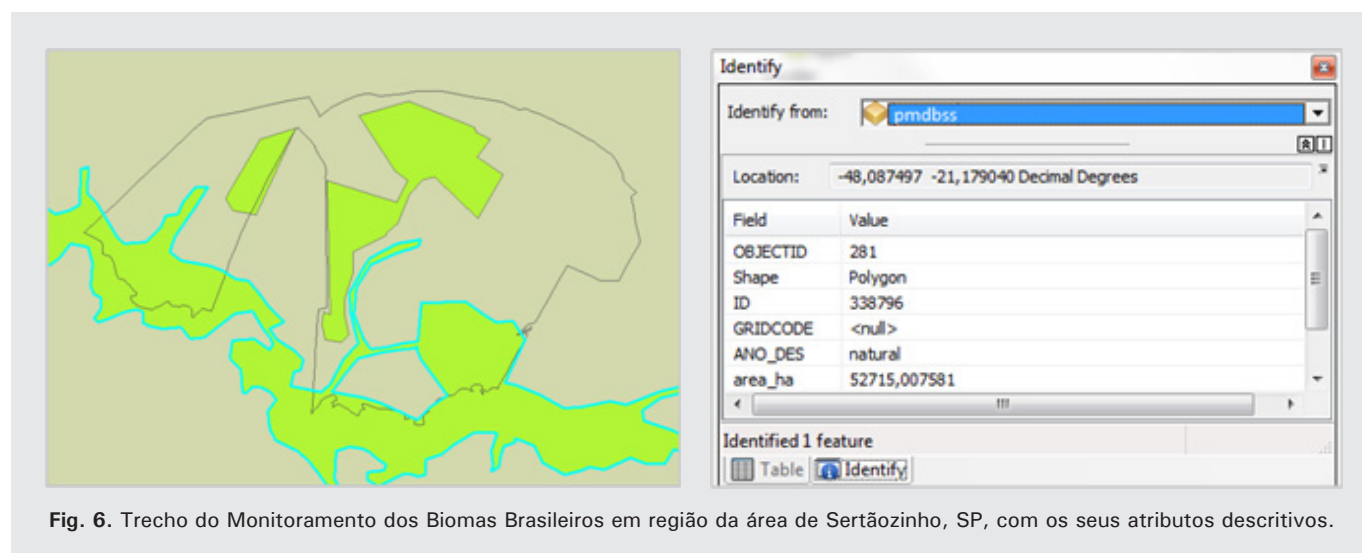 Identify
Identify from: pmdbss
Location: -48,087497 -21,179040 Decimal Degrees
Field Value
OBJECTID 281
Shape Polygon
ID 338796
GRIDCODE <null>
ANO_DES natural
area_ha 52715,007581
Identified 1 feature
Table Identify
Fig. 6. Trecho do Monitoramento dos Biomas Brasileiros em região da área de Sertãozinho, SP, com os seus atributos descritivos.